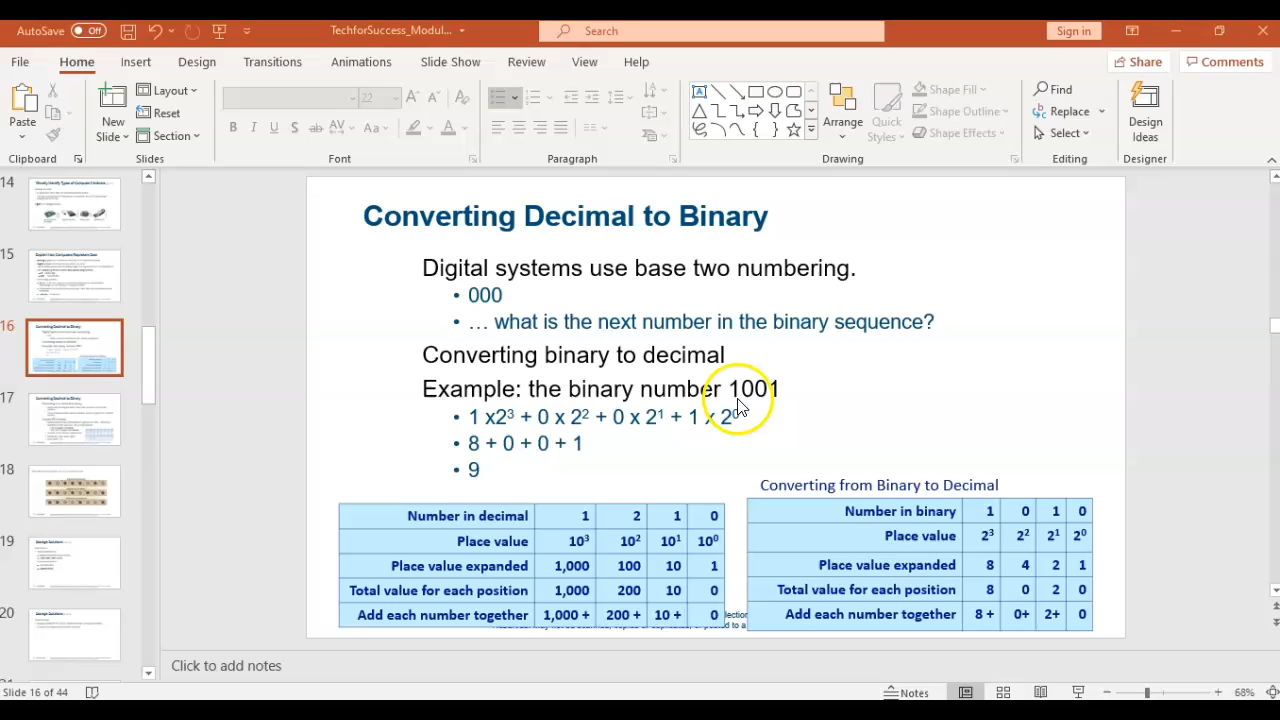 AutoSave Off TechforSuccess_Modul... Search Sign in
File Home Insert Design Transitions Animations Slide Show Review View Help Share Comments
Paste New Slide Layout Reset Section 22 B I U S ab AV Aa Arrange Quick Styles Shape Fill Shape Outline Shape Effects Find Replace Select Design Ideas
Clipboard Slides Font Paragraph Drawing Editing Designer
14
15
16
17
18
19
20
Converting Decimal to Binary
systems use base two numbering.
• 000
• … what is the next number in the binary sequence?
Converting binary to decimal
Example: the binary number 1001
• x2³ + 0 x 2² + 0 x 2¹ + 1 x 2⁰
• 8 + 0 + 0 + 1
• 9
Number in decimal 1 2 1 0
Place value 10³ 10² 10¹ 10⁰
Place value expanded 1,000 100 10 1
Total value for each position 1,000 200 10 0
Add each number together 1,000 + 200 + 10 + 0
Converting from Binary to Decimal
Number in binary 1 0 1 0
Place value 2³ 2² 2¹ 2⁰
Place value expanded 8 4 2 1
Total value for each position 8 0 2 0
Add each number together 8 + 0+ 2+ 0
Click to add notes
Slide 16 of 44 Notes 68%